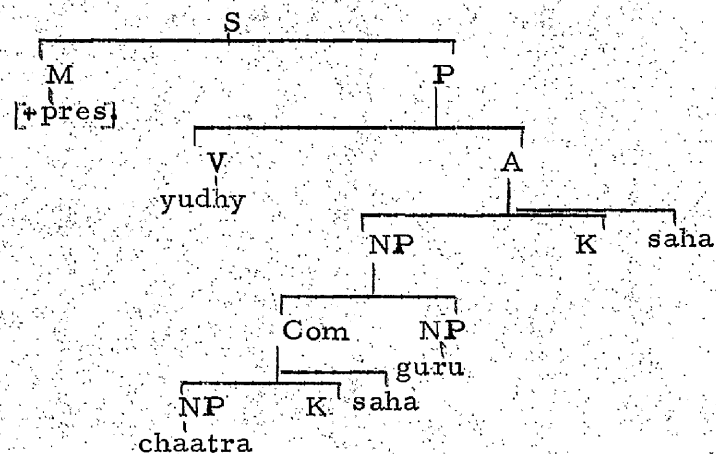 S
M P
[+pres]
V A
yudhy
NP K saha
Com NP
guru
NP K saha
chaatra